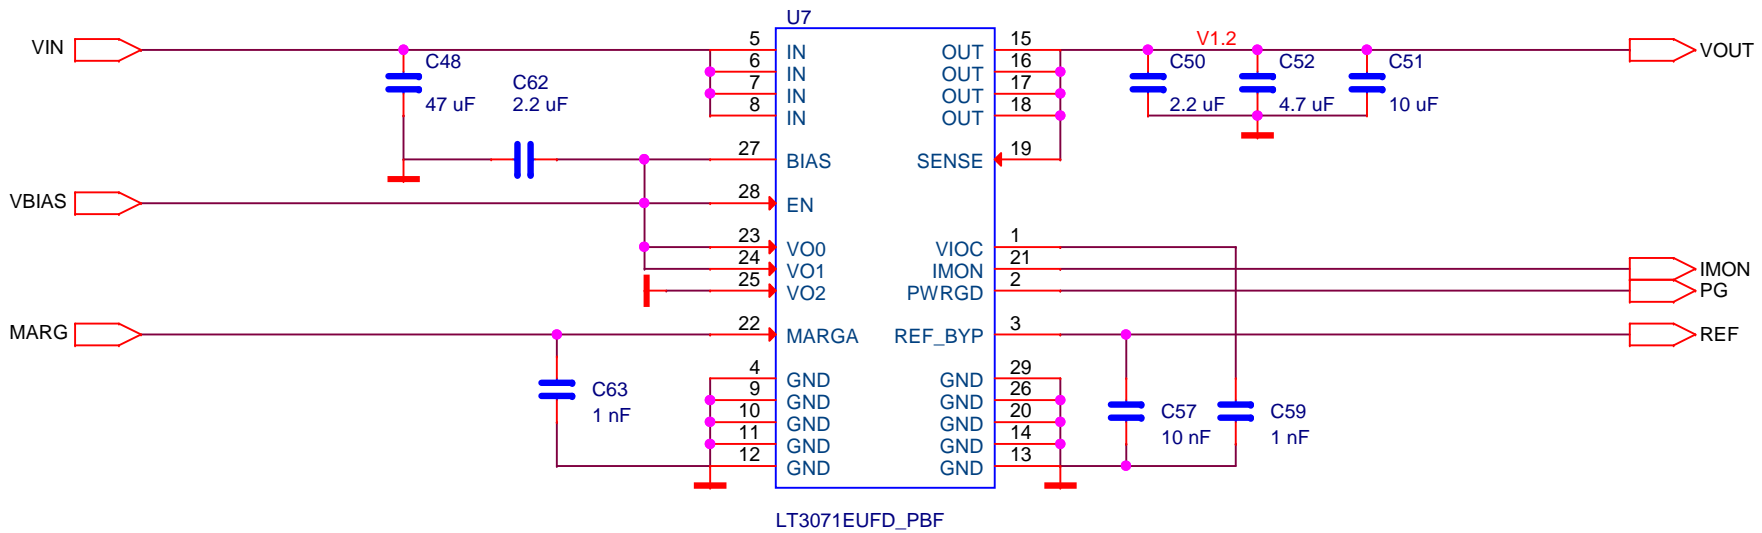 U7
VIN
5
IN
OUT
15
V1.2
VOUT
C48
47 uF
6
IN
OUT
16
C50
2.2 uF
C52
4.7 uF
C51
10 uF
C62
2.2 uF
7
IN
OUT
17
8
IN
OUT
18
27
BIAS
SENSE
19
VBIAS
28
EN
23
VO0
VIOC
1
24
VO1
IMON
21
IMON
25
VO2
PWRGD
2
PG
MARG
22
MARGA
REF_BYP
3
REF
4
GND
GND
29
C63
1 nF
9
GND
GND
26
10
GND
GND
20
C57
10 nF
C59
1 nF
11
GND
GND
14
12
GND
GND
13
LT3071EUFD_PBF